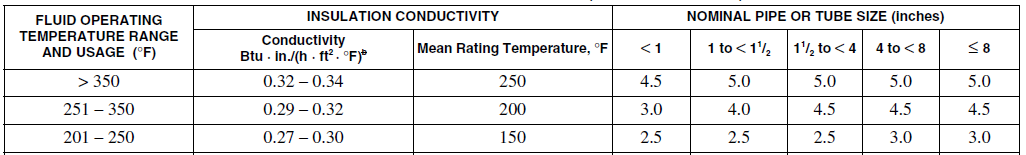 FLUID OPERATING TEMPERATURE RANGE AND USAGE (°F) | INSULATION CONDUCTIVITY | NOMINAL PIPE OR TUBE SIZE (inches)
Conductivity Btu · in./(h · ft² · °F)ᵇ | Mean Rating Temperature, °F | < 1 | 1 to < 1½ | 1½ to < 4 | 4 to < 8 | ≤ 8
> 350 | 0.32 – 0.34 | 250 | 4.5 | 5.0 | 5.0 | 5.0 | 5.0
251 – 350 | 0.29 – 0.32 | 200 | 3.0 | 4.0 | 4.5 | 4.5 | 4.5
201 – 250 | 0.27 – 0.30 | 150 | 2.5 | 2.5 | 2.5 | 3.0 | 3.0